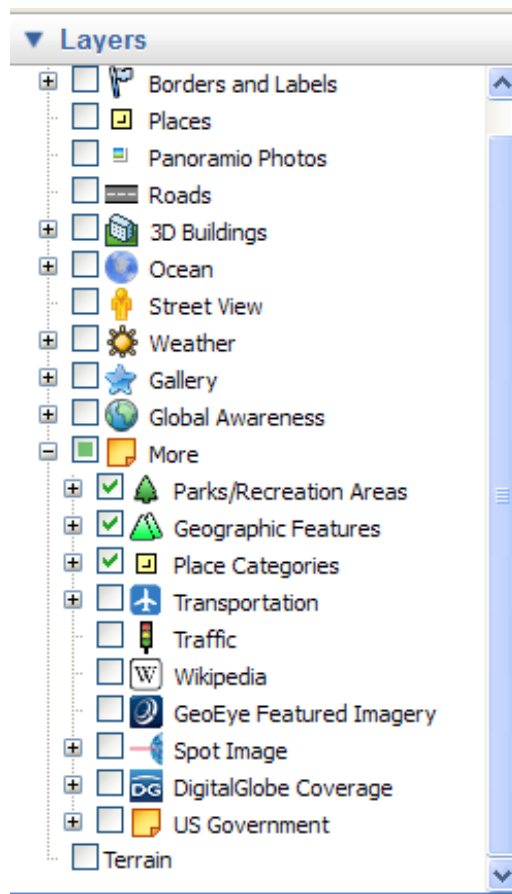 Layers
Borders and Labels
Places
Panoramio Photos
Roads
3D Buildings
Ocean
Street View
Weather
Gallery
Global Awareness
More
Parks/Recreation Areas
Geographic Features
Place Categories
Transportation
Traffic
W Wikipedia
GeoEye Featured Imagery
Spot Image
DG DigitalGlobe Coverage
US Government
Terrain